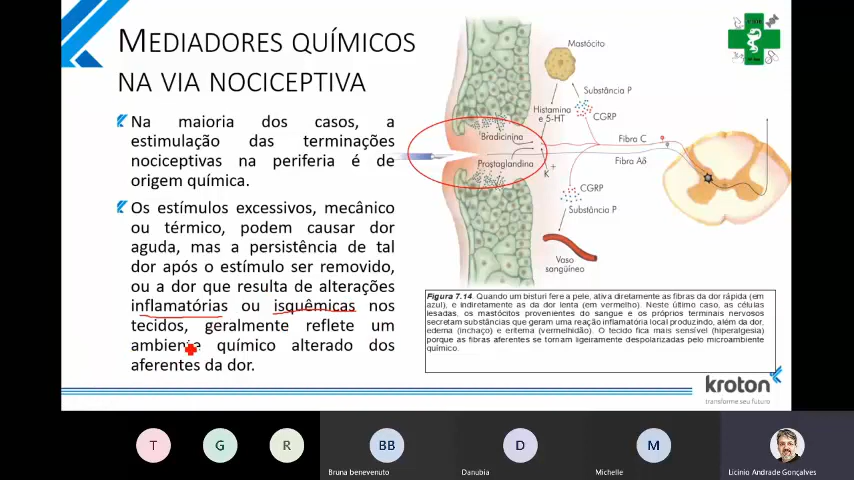 MEDIADORES QUÍMICOS
NA VIA NOCICEPTIVA
Na maioria dos casos, a
estimulação das terminações
nociceptivas na periferia é de
origem química.
Os estímulos excessivos, mecânico
ou térmico, podem causar dor
aguda, mas a persistência de tal
dor após o estímulo ser removido,
ou a dor que resulta de alterações
inflamatórias ou isquêmicas nos
tecidos, geralmente reflete um
ambiente químico alterado dos
aferentes da dor.
Mastócito
Substância P
CGRP
Histamina
e 5-HT
Bradicinina
Prostaglandina
K+
Fibra C
Fibra Aδ
CGRP
Substância P
Vaso
sangüíneo
Figura 7.14. Quando um bisturi fere a pele, ativa diretamente as fibras da dor rápida (em
azul), e indiretamente as da dor lenta (em vermelho). Neste último caso, as células
lesadas, os mastócitos provenientes do sangue e os próprios terminais nervosos
secretam substâncias que geram uma reação inflamatória local produzindo, além da dor,
edema (inchaço) e eritema (vermelhidão). O tecido fica mais sensível (hiperalgesia)
porque as fibras aferentes se tornam ligeiramente despolarizadas pelo microambiente
químico.
kroton
transforme seu futuro
T
G
R
BB
D
M
Bruna benevenuto
Danubia
Michelle
Licinio Andrade Gonçalves